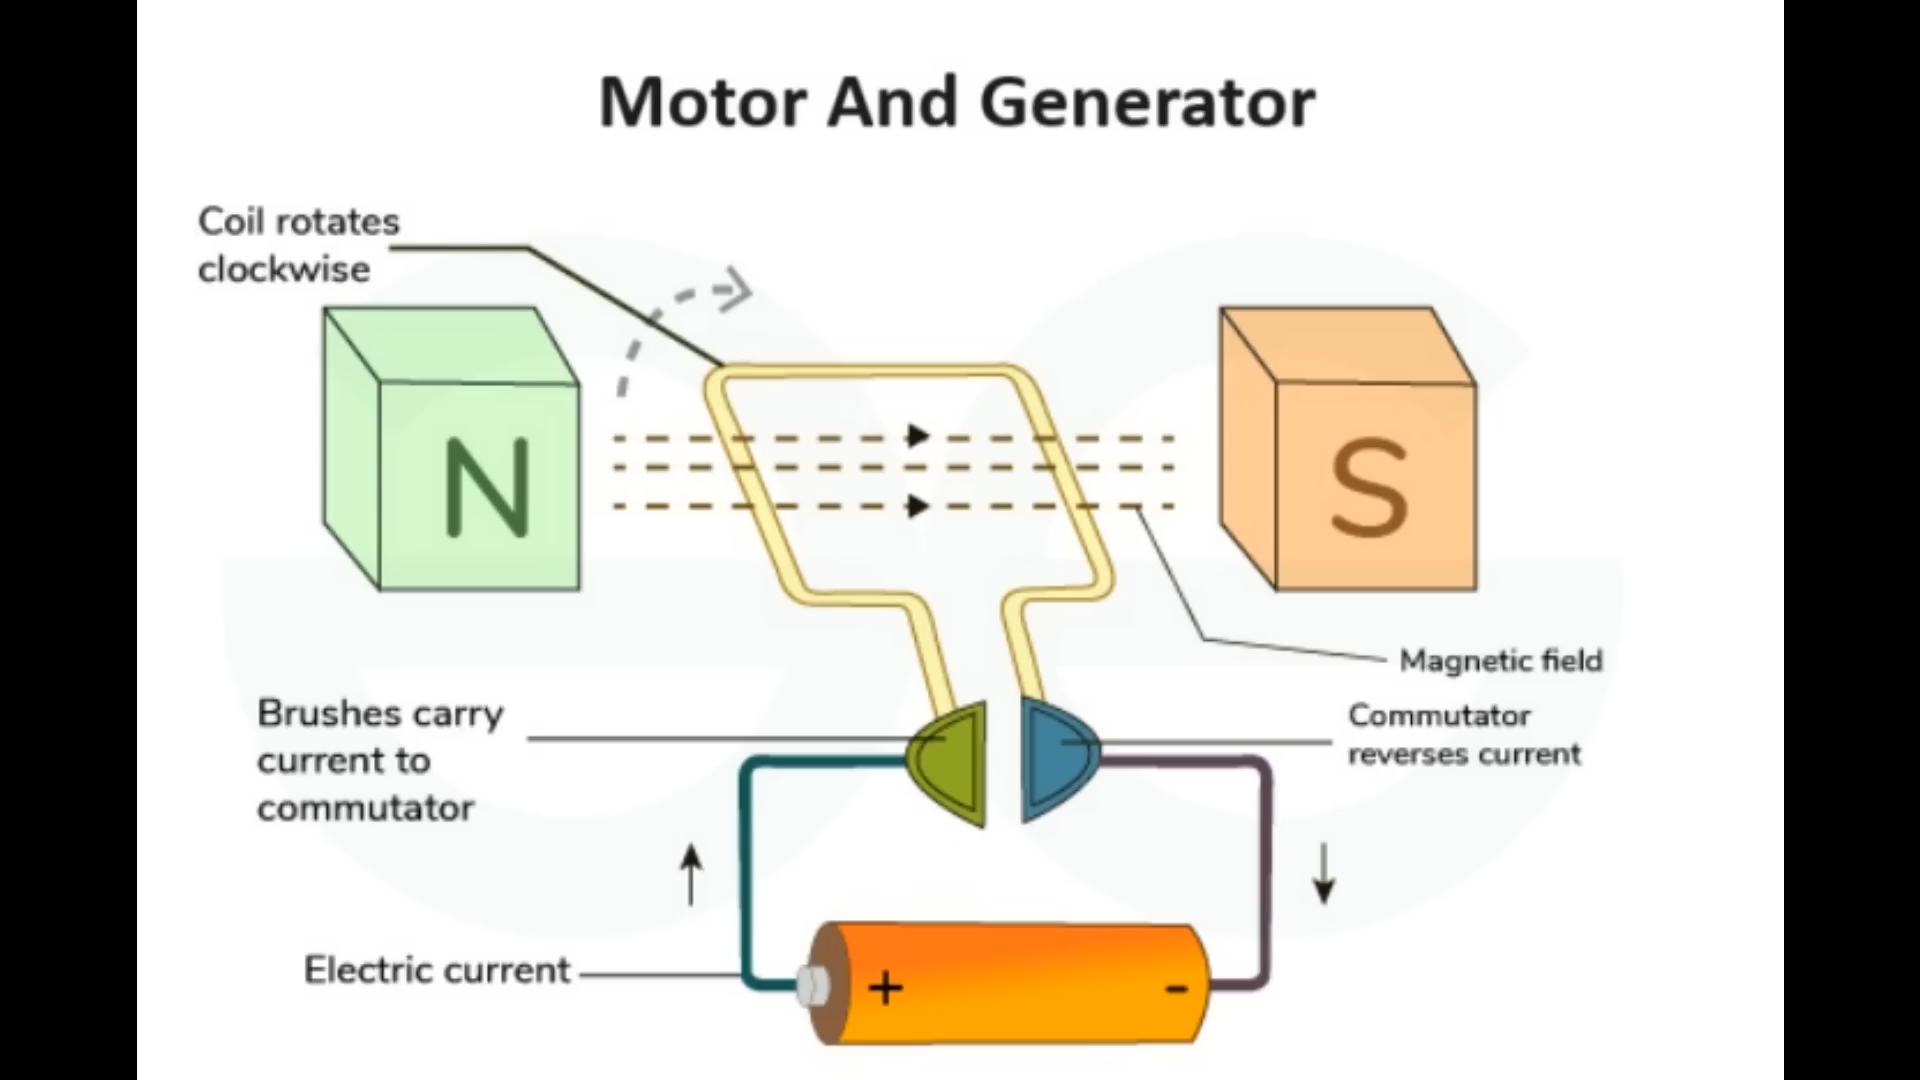 Motor And Generator
Coil rotates
clockwise
N
S
Magnetic field
Brushes carry
current to
commutator
Commutator
reverses current
Electric current
+ -